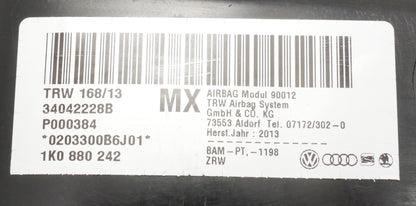 TRW 168/13
34042228B
P000384
*0203300B6J01*
1K0 880 242
MX
AIRBAG Modul 90012
TRW Airbag System
GmbH & CO. KG
73553 Aldorf Tel. 07172/302-0
Herst.Jahr : 2013
BAM-PT, -1198
ZRW